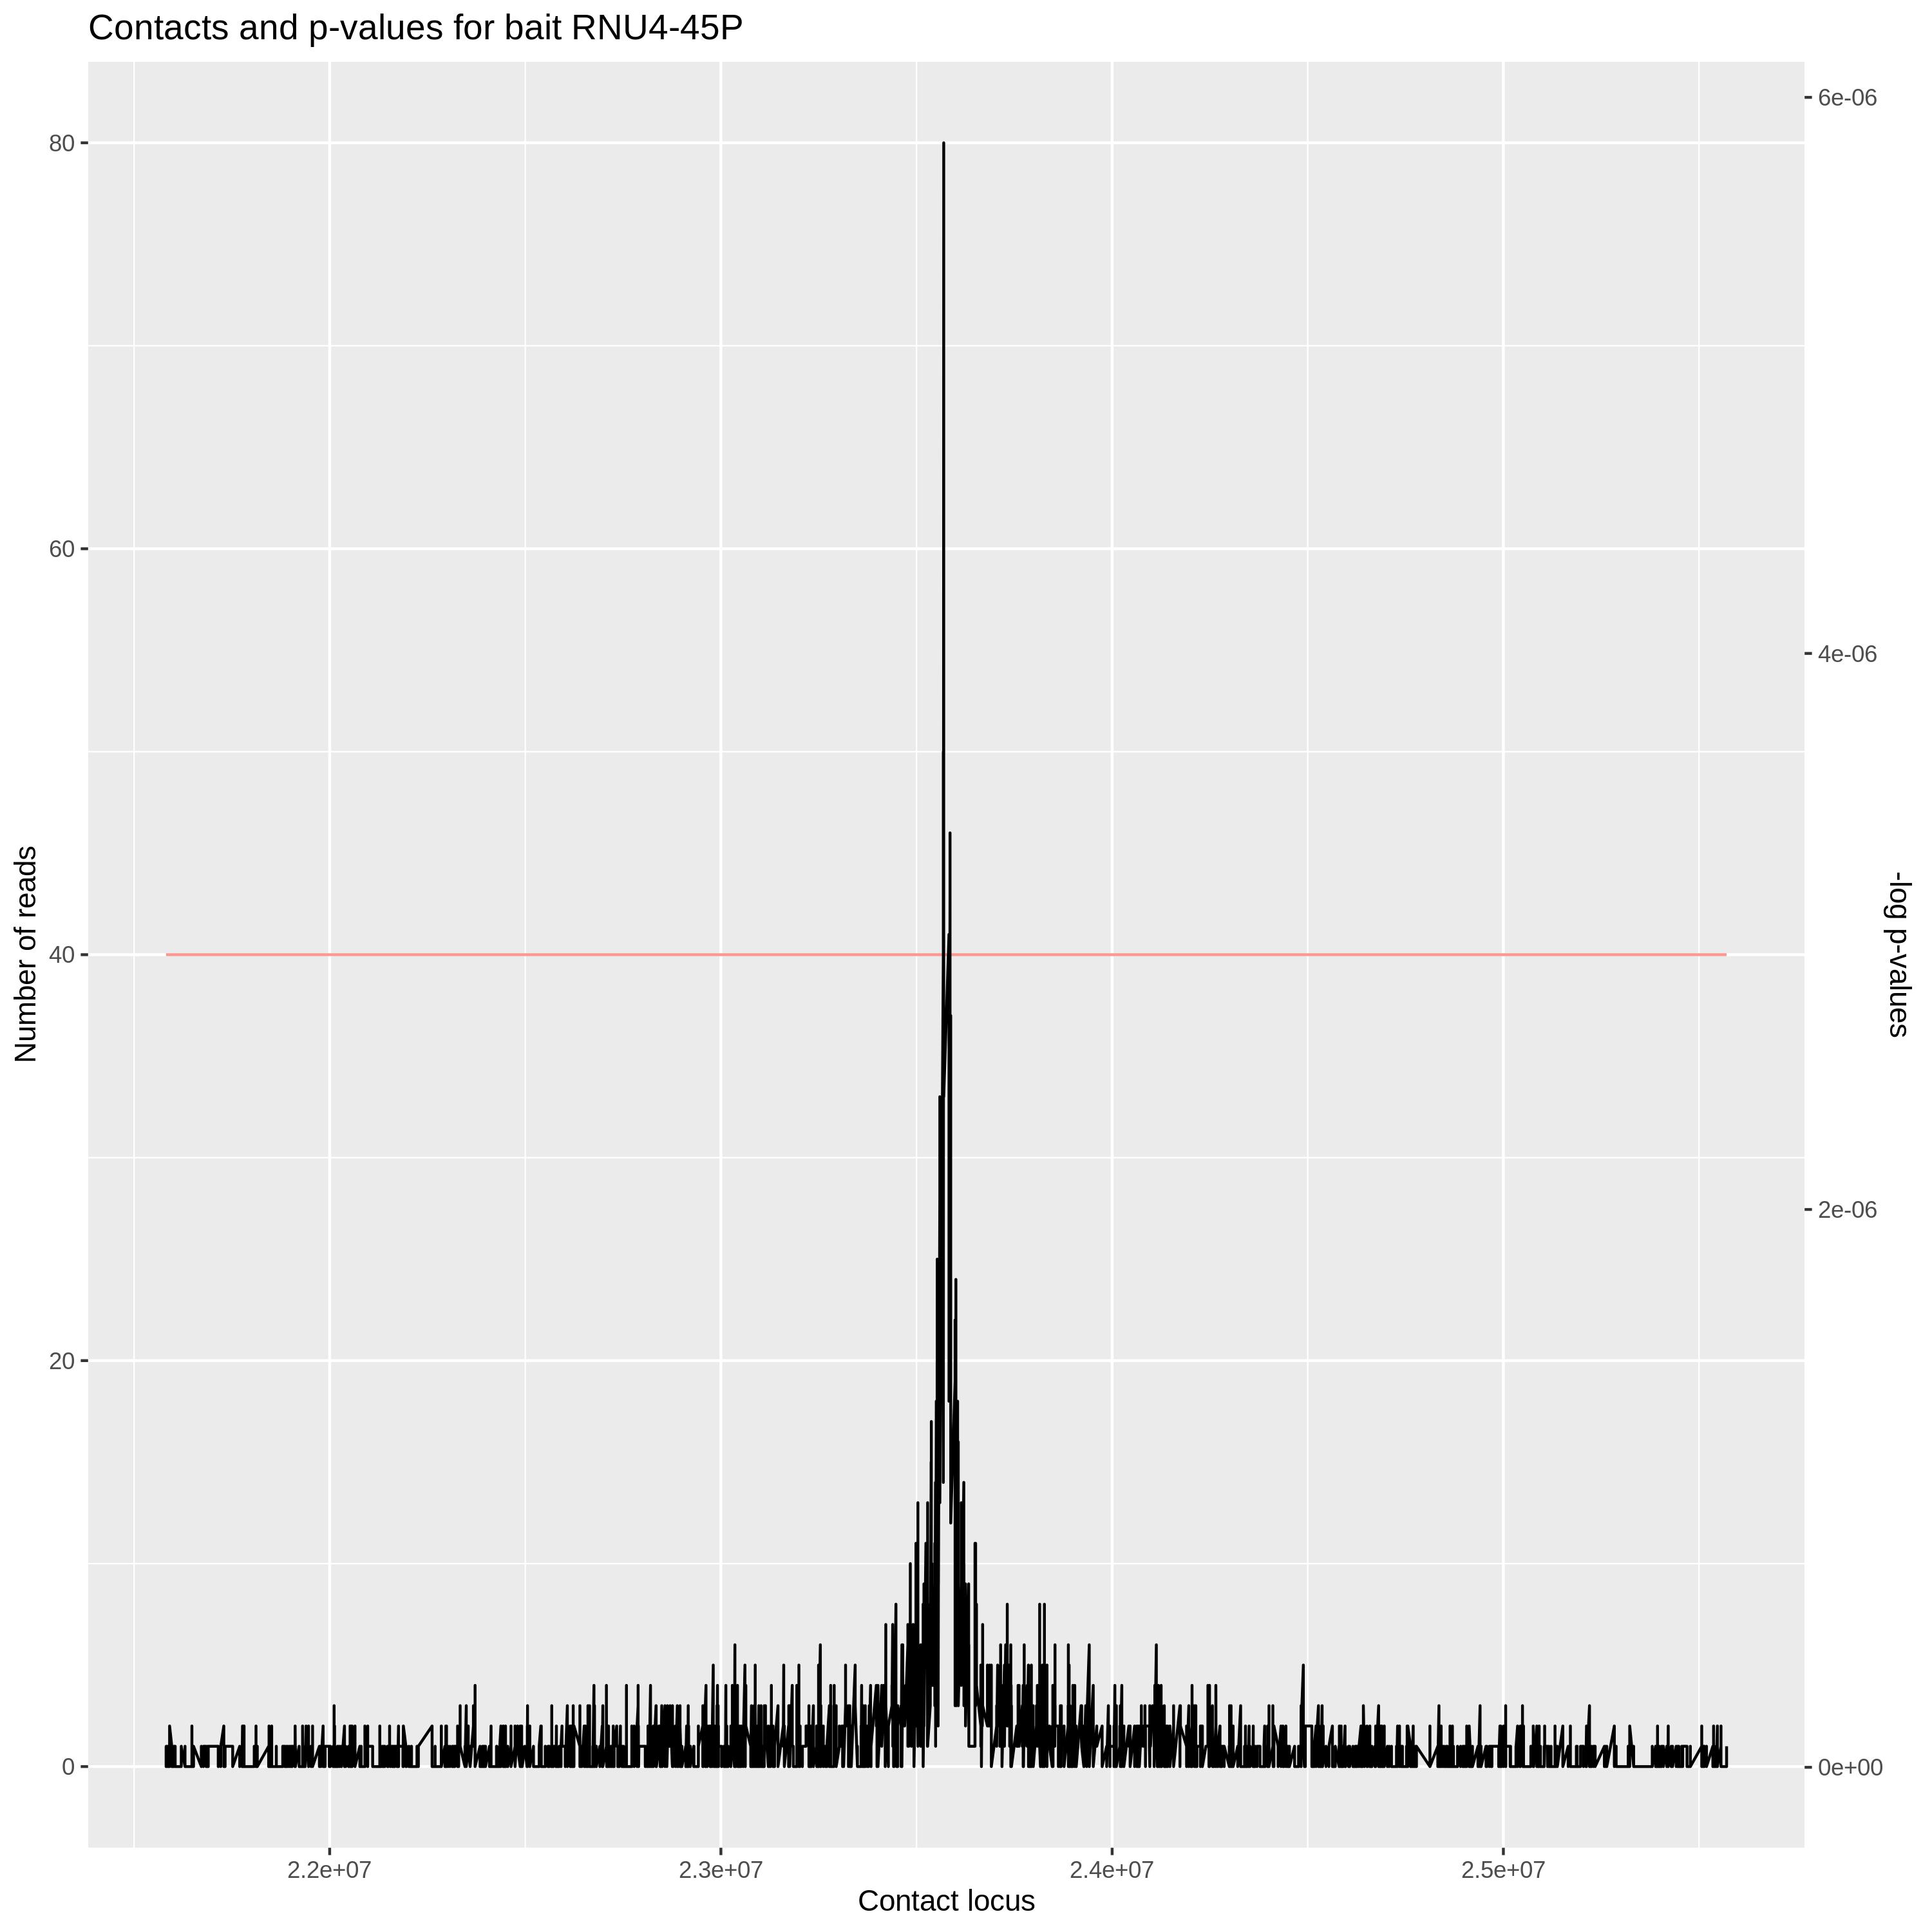 Contacts and p-values for bait RNU4-45P
80
60
40
20
0
Number of reads
6e-06
4e-06
2e-06
0e+00
-log p-values
2.2e+07
2.3e+07
2.4e+07
2.5e+07
Contact locus